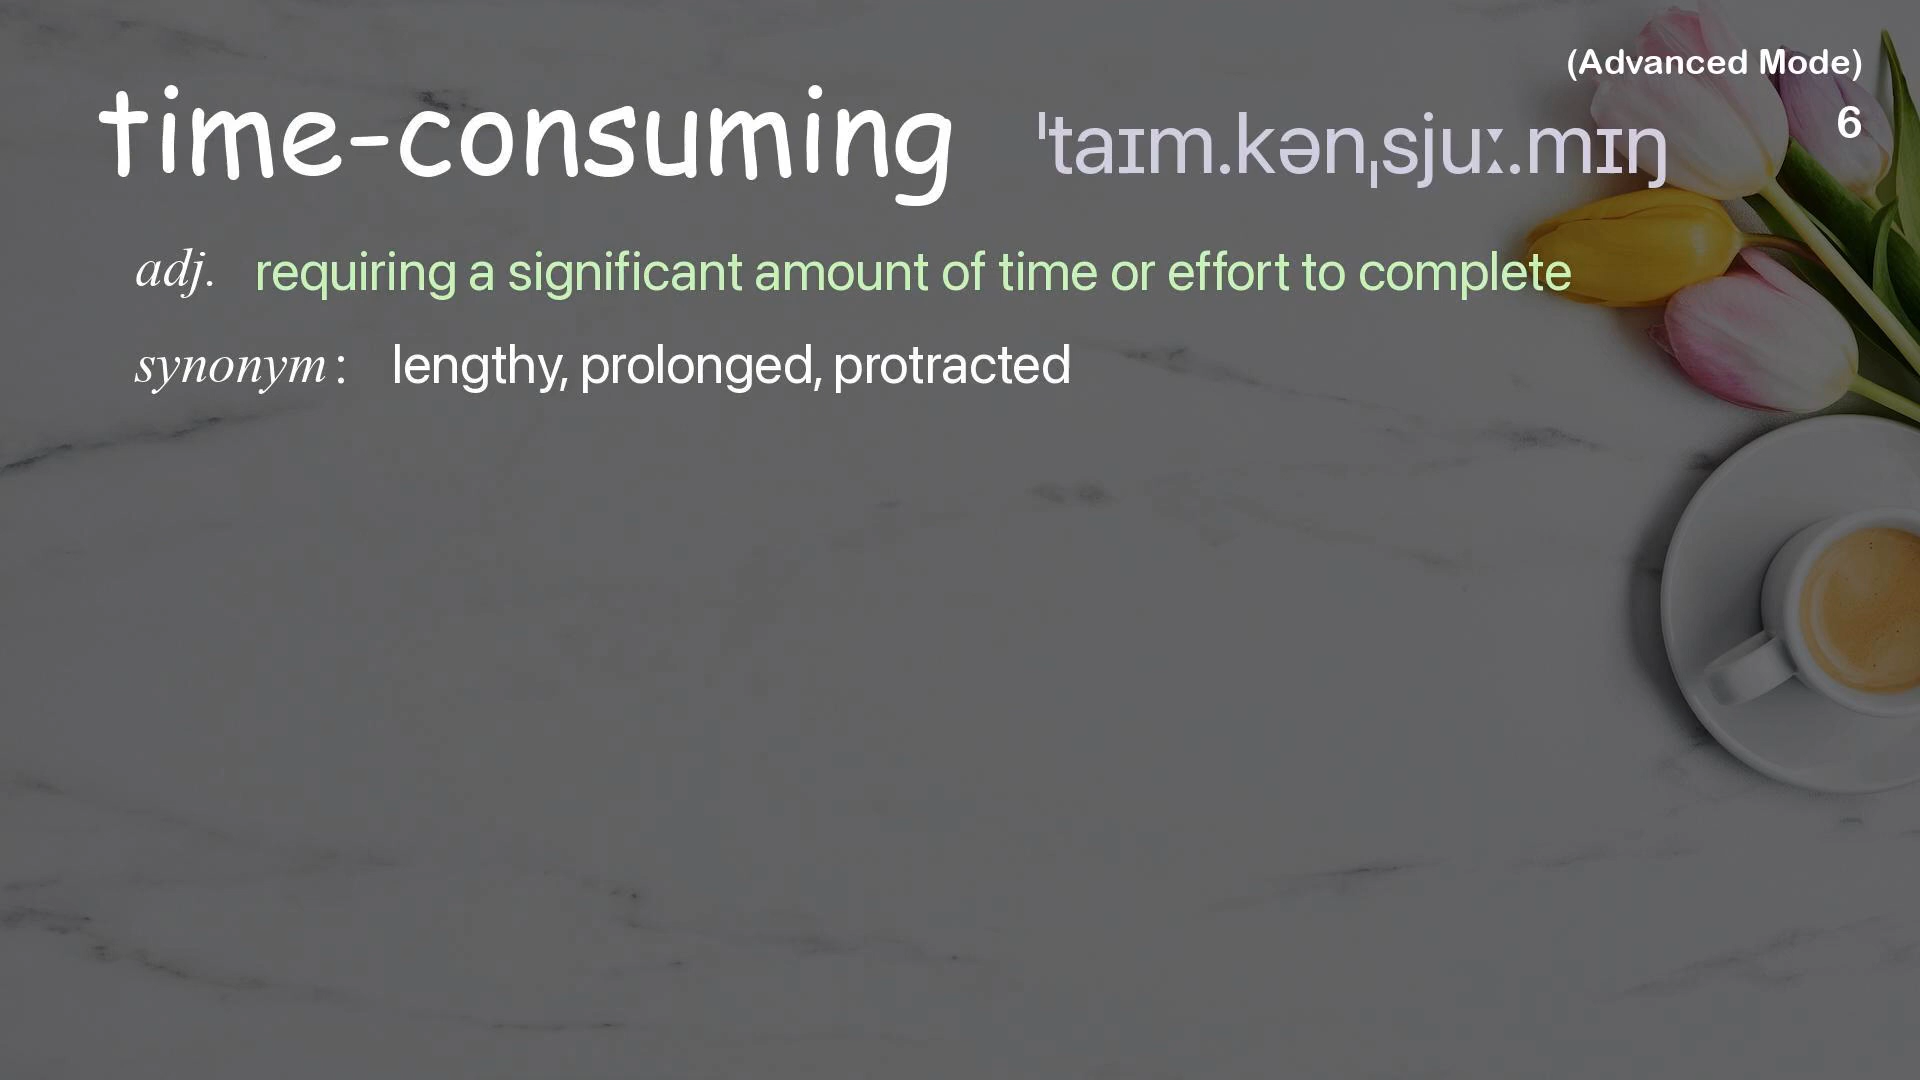 (Advanced Mode)
6
time-consuming ˈtaɪm.kənˌsjuː.mɪŋ
adj. requiring a significant amount of time or effort to complete
synonym: lengthy, prolonged, protracted